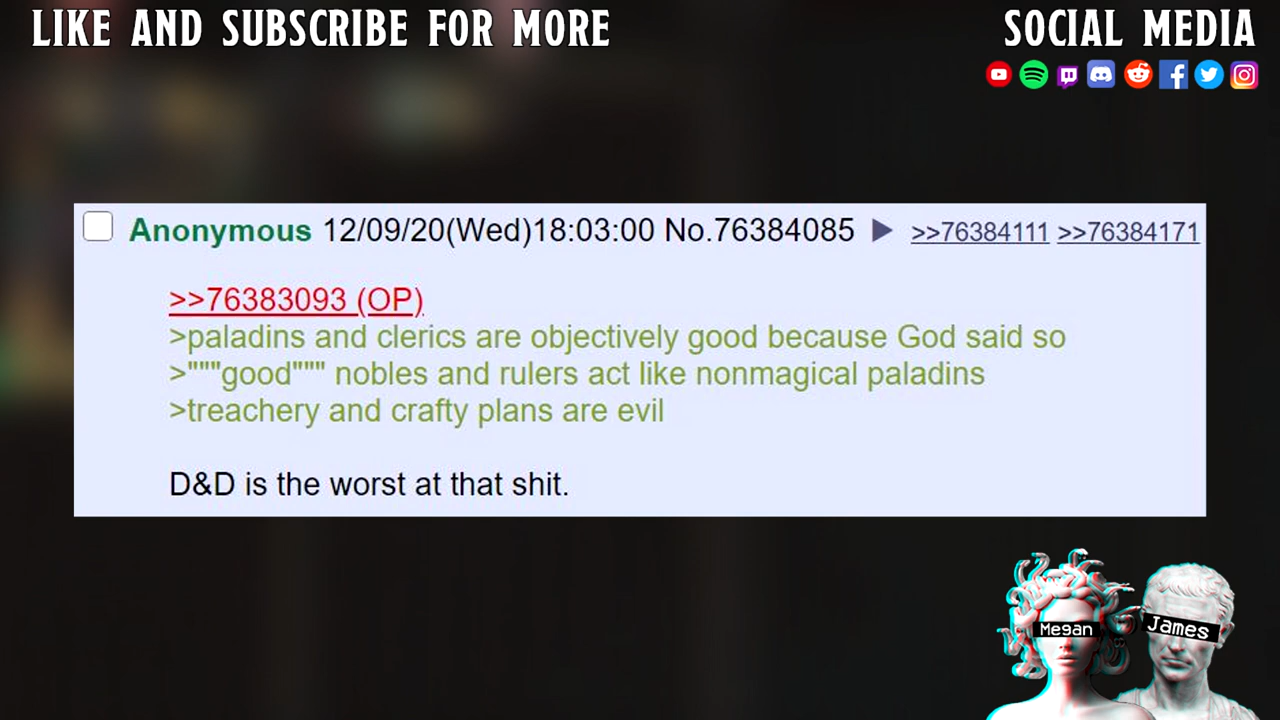 LIKE AND SUBSCRIBE FOR MORE
SOCIAL MEDIA
Anonymous 12/09/20(Wed)18:03:00 No.76384085 ▶ >>76384111 >>76384171
>>76383093 (OP)
>paladins and clerics are objectively good because God said so
>"""good""" nobles and rulers act like nonmagical paladins
>treachery and crafty plans are evil
D&D is the worst at that shit.
Megan
James